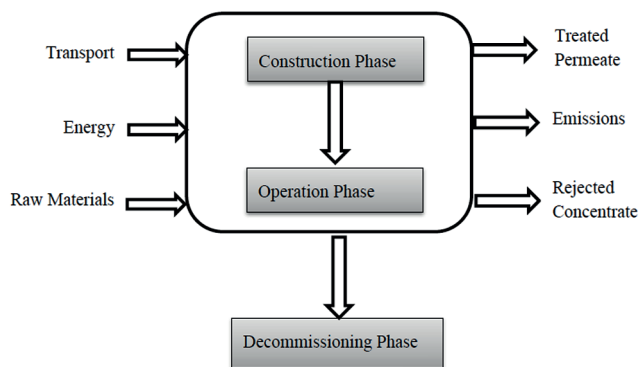 Transport
Energy
Raw Materials
Construction Phase
Operation Phase
Treated
Permeate
Emissions
Rejected
Concentrate
Decommissioning Phase